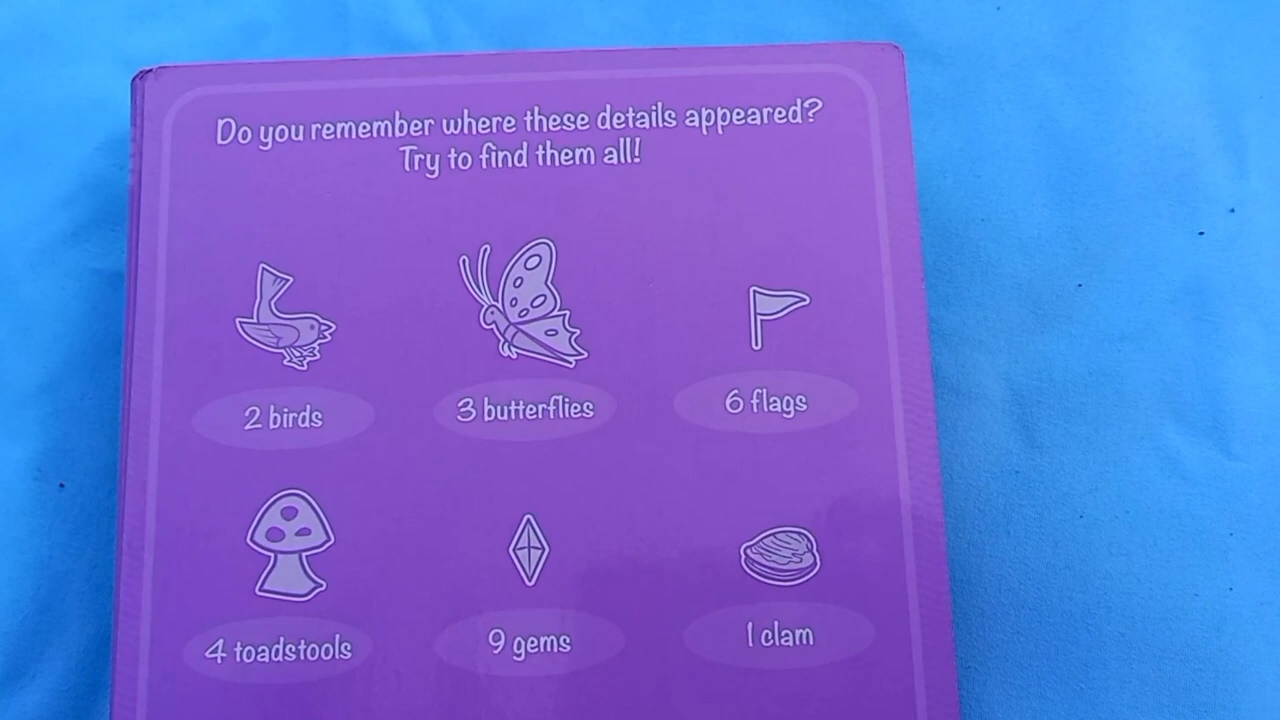 Do you remember where these details appeared?
Try to find them all!
2 birds
3 butterflies
6 flags
4 toadstools
9 gems
1 clam